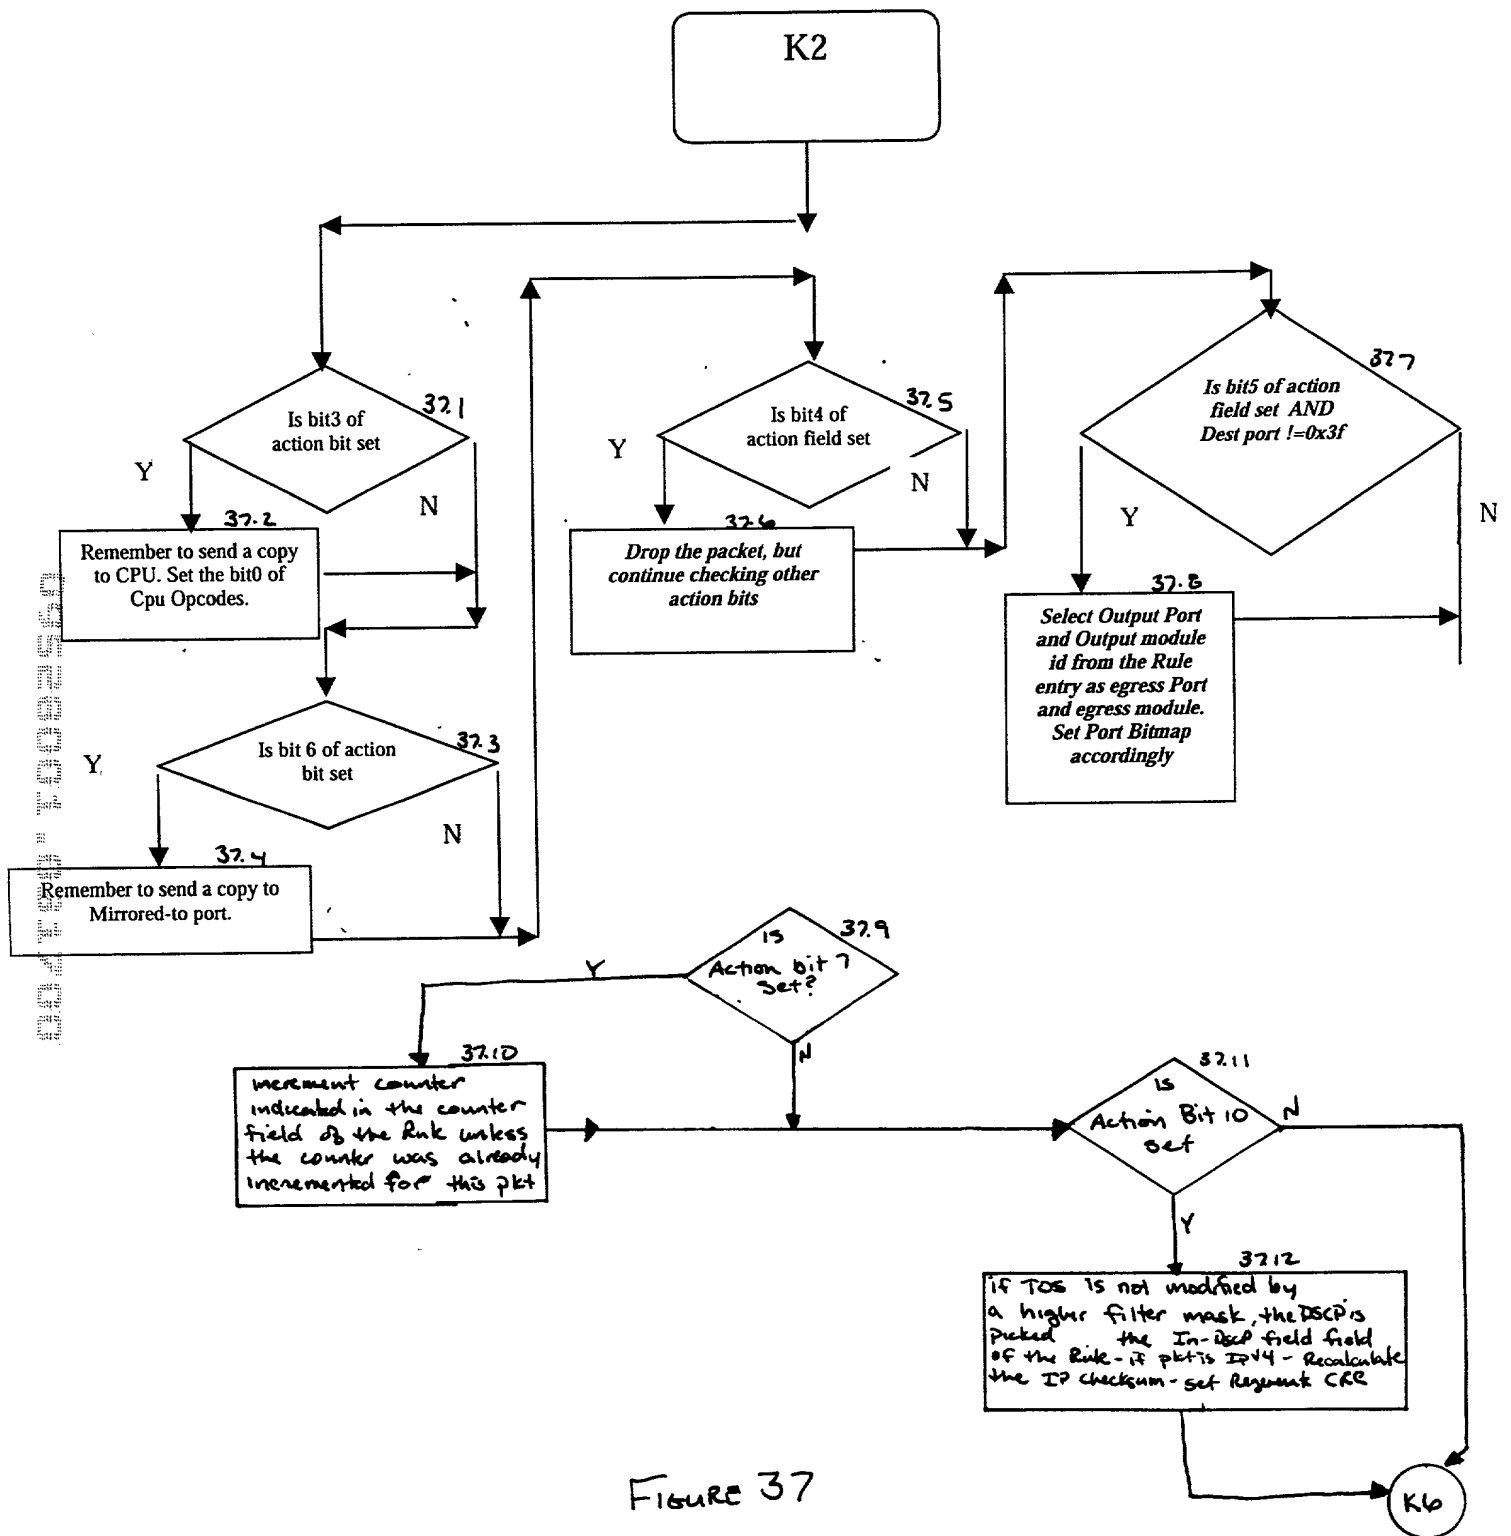 K2
37.1
Is bit3 of
action bit set
Y
N
37.2
Remember to send a copy
to CPU. Set the bit0 of
Cpu Opcodes.
37.3
Is bit 6 of action
bit set
Y
N
37.4
Remember to send a copy to
Mirrored-to port.
37.5
Is bit4 of
action field set
Y
N
37.6
Drop the packet, but
continue checking other
action bits
37.7
Is bit5 of action
field set AND
Dest port !=0x3f
Y
N
37.8
Select Output Port
and Output module
id from the Rule
entry as egress Port
and egress module.
Set Port Bitmap
accordingly
37.9
is
Action bit 7
set?
Y
N
37.10
increment counter
indicated in the counter
field of the Rule unless
the counter was already
incremented for this pkt
37.11
is
Action Bit 10
set
N
Y
37.12
if TOS is not modified by
a higher filter mask, the DSCP is
picked the In-DSCP field field
of the Rule - if pkt is IPV4 - Recalculate
the IP checksum - set
K6
FIGURE 37